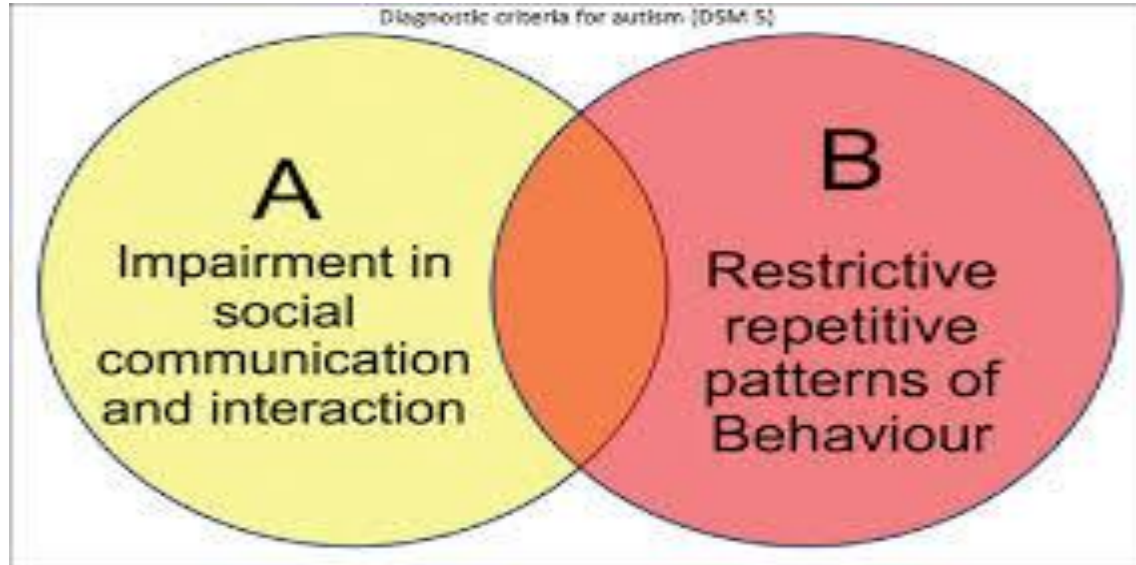 Diagnostic criteria for autism (DSM 5)
A
Impairment in
social
communication
and interaction
B
Restrictive
repetitive
patterns of
Behaviour